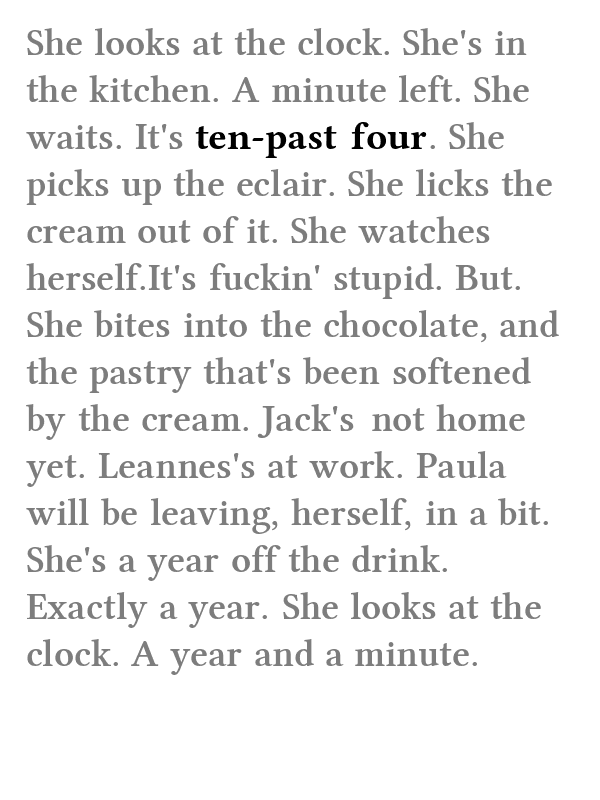 She looks at the clock. She's in
the kitchen. A minute left. She
waits. It's ten-past four. She
picks up the eclair. She licks the
cream out of it. She watches
herself.It's fuckin' stupid. But.
She bites into the chocolate, and
the pastry that's been softened
by the cream. Jack's not home
yet. Leannes's at work. Paula
will be leaving, herself, in a bit.
She's a year off the drink.
Exactly a year. She looks at the
clock. A year and a minute.